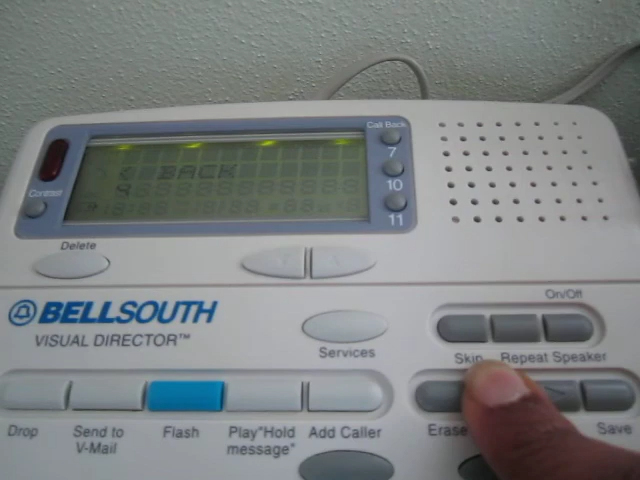 Call Back
7
< BACK
10
Contrast
11
Delete
BELLSOUTH
VISUAL DIRECTOR™
On/Off
Services
Skip Repeat Speaker
Drop
Send to
V-Mail
Flash
Play"Hold
message"
Add Caller
Erase
Save